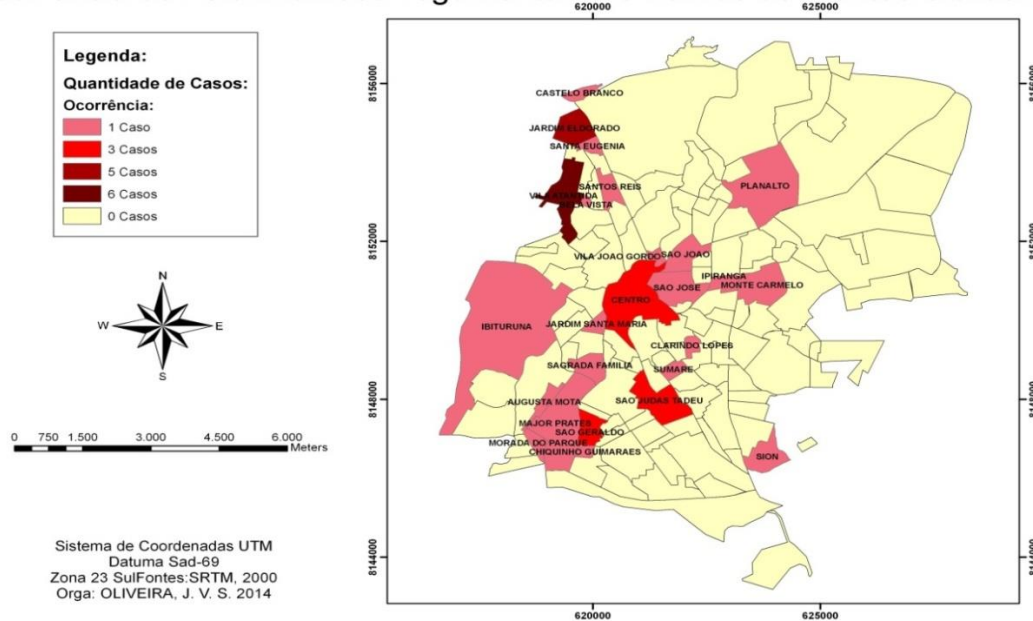 620000
625000
Legenda:
Quantidade de Casos:
Ocorrência:
1 Caso
3 Casos
5 Casos
6 Casos
0 Casos
N
W
E
S
0 750 1.500 3.000 4.500 6.000
Meters
Sistema de Coordenadas UTM
Datuma Sad-69
Zona 23 SulFontes:SRTM, 2000
Orga: OLIVEIRA, J. V. S. 2014
8156000
8152000
8148000
8144000
CASTELO BRANCO
JARDIM ELDORADO
SANTA EUGENIA
SANTOS REIS
VILA
BELA VISTA
PLANALTO
VILA JOAO GORDO
SAO JOAO
IPIRANGA
SAO JOSE
MONTE CARMELO
CENTRO
IBITURUNA
JARDIM SANTA MARIA
CLARINDO LOPES
SAGRADA FAMILIA
SUMARE
AUGUSTA MOTA
SAO JUDAS TADEU
MAJOR PRATES
SAO GERALDO
MORADA DO PARQUE
CHIQUINHO GUIMARAES
SION
8156000
8152000
8148000
8144000
620000
625000